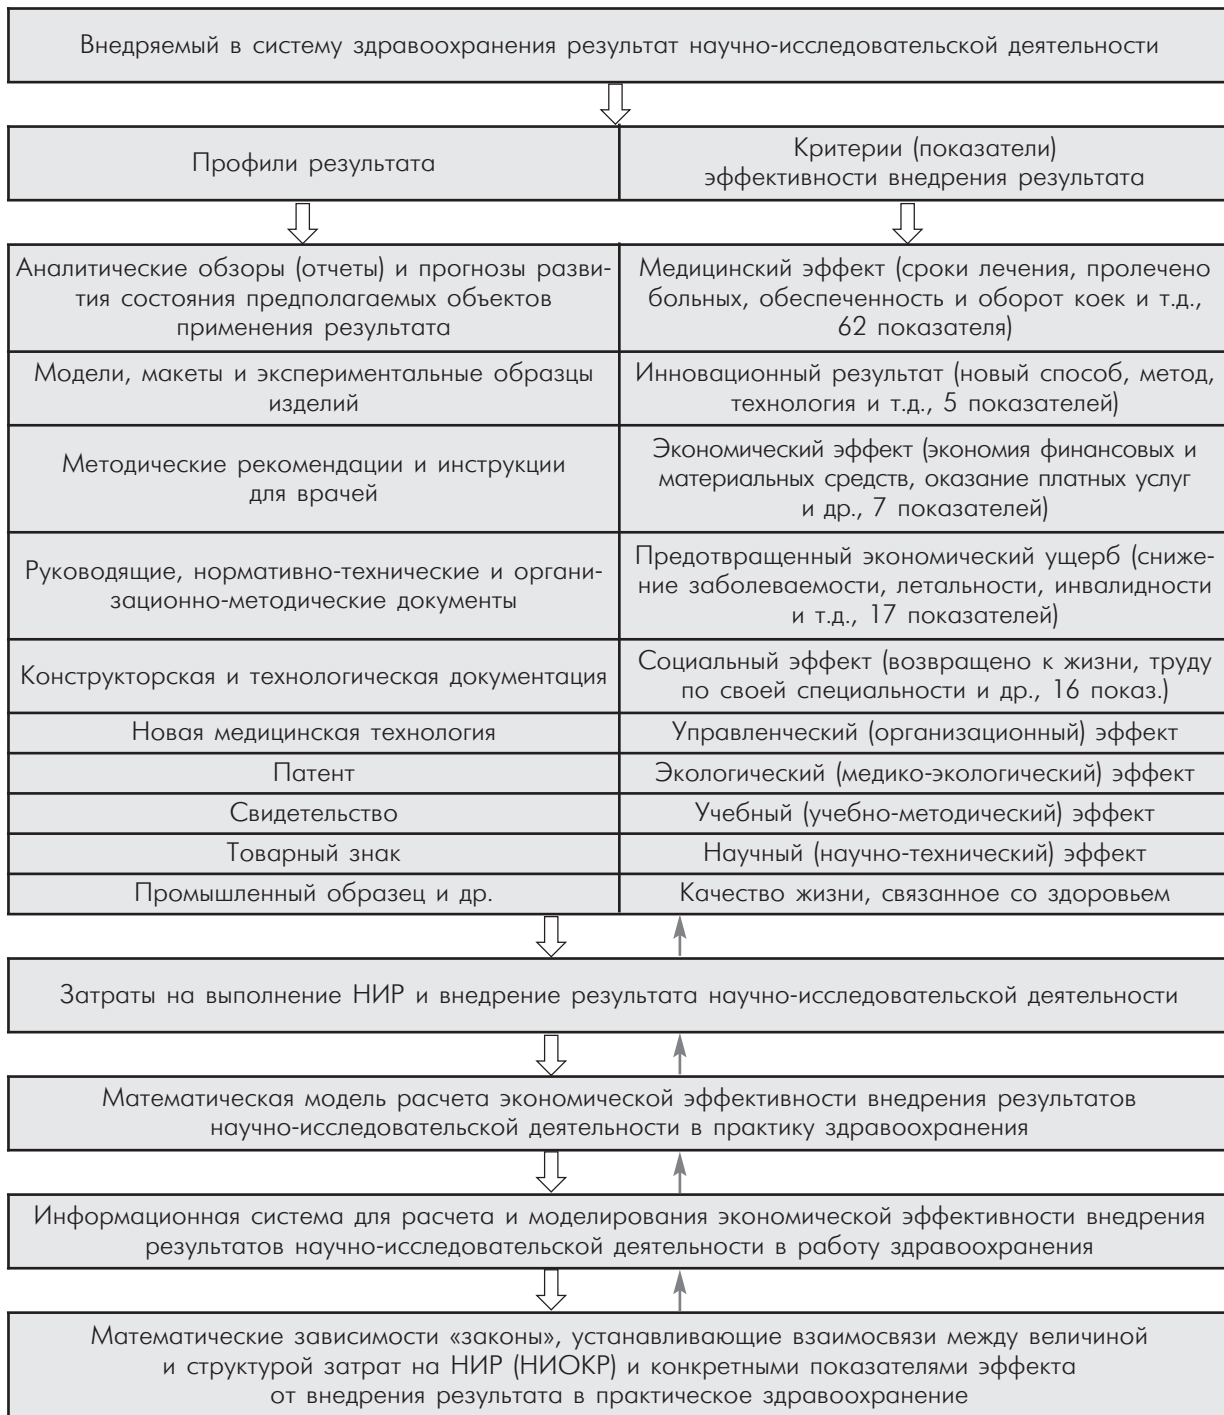 Внедряемый в систему здравоохранения результат научно-исследовательской деятельности
Профили результата
Критерии (показатели)
эффективности внедрения результата
Аналитические обзоры (отчеты) и прогнозы разви-
тия состояния предполагаемых объектов
применения результата
Медицинский эффект (сроки лечения, пролечено
больных, обеспеченность и оборот коек и т.д.,
62 показателя)
Модели, макеты и экспериментальные образцы
изделий
Инновационный результат (новый способ, метод,
технология и т.д., 5 показателей)
Методические рекомендации и инструкции
для врачей
Экономический эффект (экономия финансовых и
материальных средств, оказание платных услуг
и др., 7 показателей)
Руководящие, нормативно-технические и органи-
зационно-методические документы
Предотвращенный экономический ущерб (сниже-
ние заболеваемости, летальности, инвалидности
и т.д., 17 показателей)
Конструкторская и технологическая документация
Социальный эффект (возвращено к жизни, труду
по своей специальности и др., 16 показ.)
Новая медицинская технология
Управленческий (организационный) эффект
Патент
Экологический (медико-экологический) эффект
Свидетельство
Учебный (учебно-методический) эффект
Товарный знак
Научный (научно-технический) эффект
Промышленный образец и др.
Качество жизни, связанное со здоровьем
Затраты на выполнение НИР и внедрение результата научно-исследовательской деятельности
Математическая модель расчета экономической эффективности внедрения результатов
научно-исследовательской деятельности в практику здравоохранения
Информационная система для расчета и моделирования экономической эффективности внедрения
результатов научно-исследовательской деятельности в работу здравоохранения
Математические зависимости «законы», устанавливающие взаимосвязи между величиной
и структурой затрат на НИР (НИОКР) и конкретными показателями эффекта
от внедрения результата в практическое здравоохранение